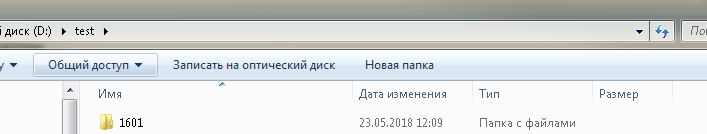 й диск (D:) ▸ test ▸
По
у ▾ Общий доступ ▾ Записать на оптический диск Новая папка
Имя Дата изменения Тип Размер
1601 23.05.2018 12:09 Папка с файлами